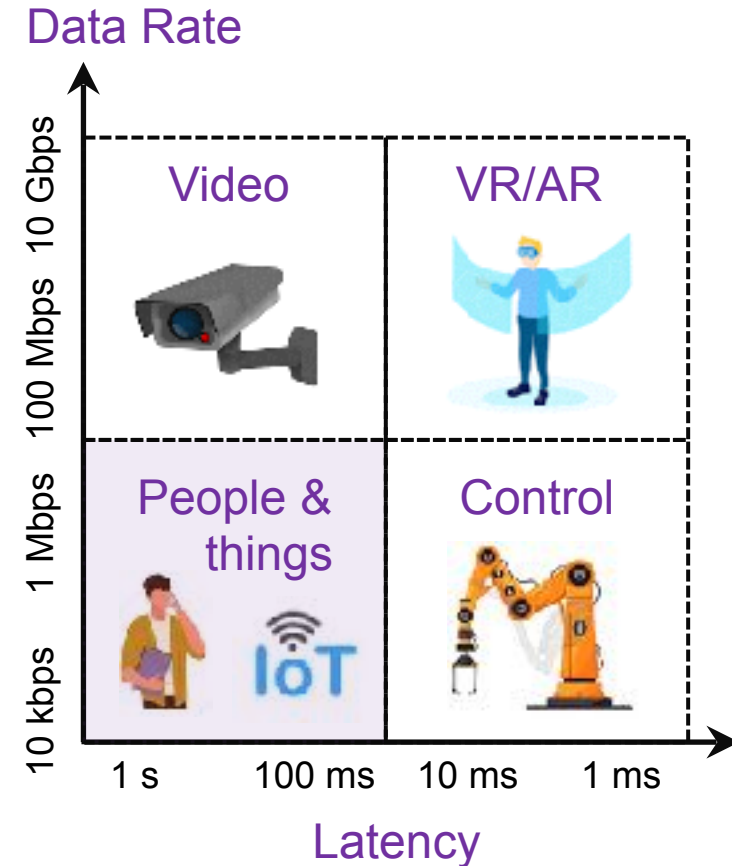 Data Rate
10 Gbps
100 Mbps
1 Mbps
10 kbps
Video
VR/AR
People &
things
IoT
Control
1 s
100 ms
10 ms
1 ms
Latency